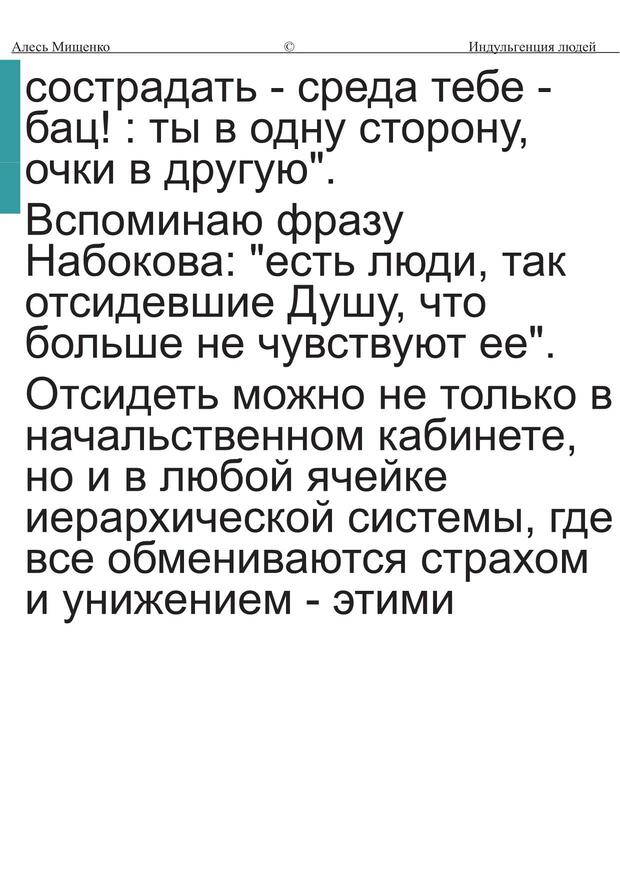 Алесь Мищенко © Индульгенция людей
сострадать - среда тебе -
бац! : ты в одну сторону,
очки в другую".
Вспоминаю фразу
Набокова: "есть люди, так
отсидевшие Душу, что
больше не чувствуют ее".
Отсидеть можно не только в
начальственном кабинете,
но и в любой ячейке
иерархической системы, где
все обмениваются страхом
и унижением - этими